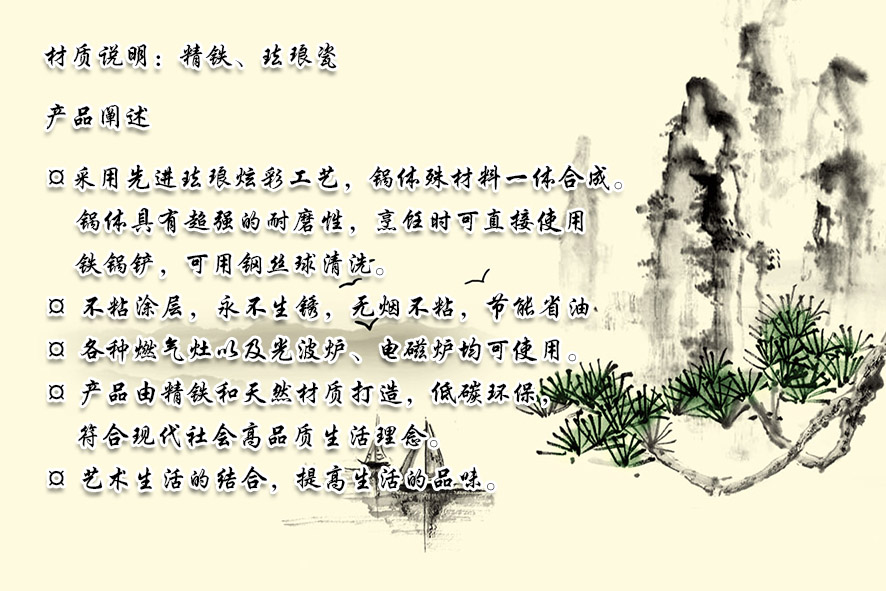 材质说明：精铁、珐琅瓷
产品阐述
¤采用先进珐琅炫彩工艺，锅体殊材料一体合成。
锅体具有超强的耐磨性，烹饪时可直接使用
铁锅铲，可用钢丝球清洗。
¤ 不粘涂层，永不生锈，无烟不粘，节能省油
¤ 各种燃气灶以及光波炉、电磁炉均可使用。
¤ 产品由精铁和天然材质打造，低碳环保，
符合现代社会高品质生活理念。
¤ 艺术生活的结合，提高生活的品味。